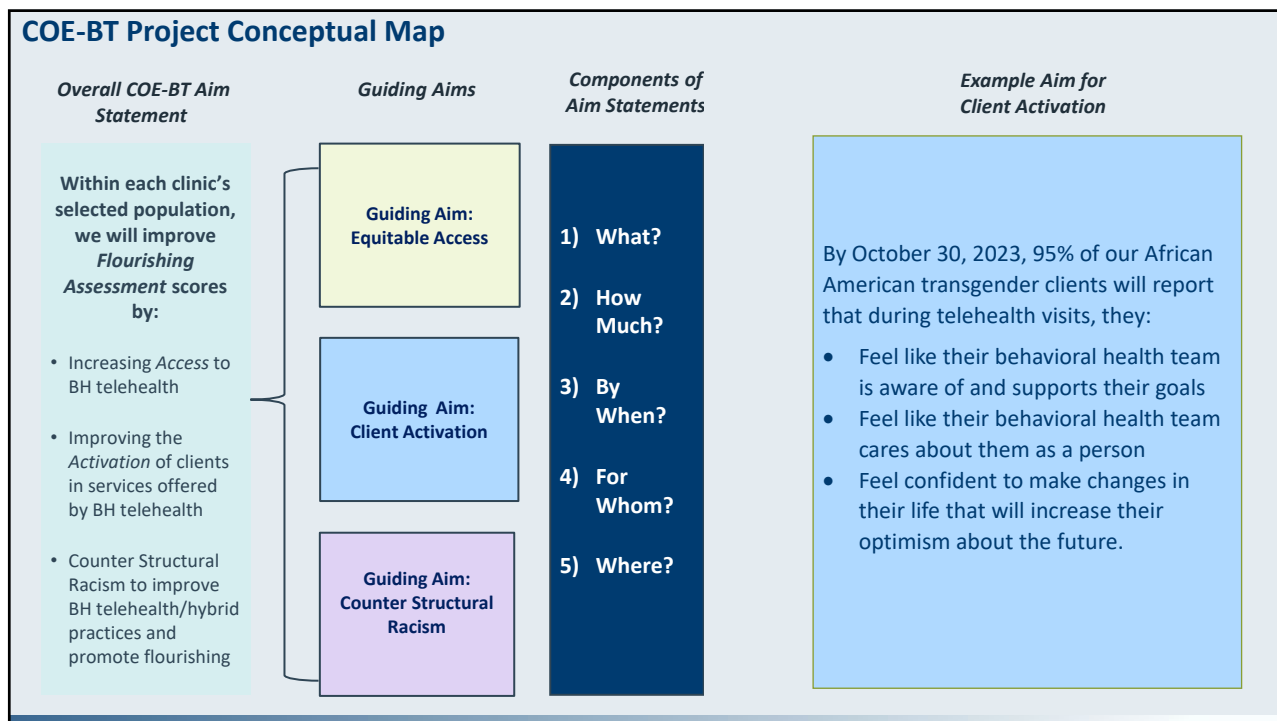 COE-BT Project Conceptual Map
Overall COE-BT Aim
Statement
Within each clinic's
selected population,
we will improve
Flourishing
Assessment scores
by:
• Increasing Access to
BH telehealth
• Improving the
Activation of clients
in services offered
by BH telehealth
• Counter Structural
Racism to improve
BH telehealth/hybrid
practices and
promote flourishing
Guiding Aims
Guiding Aim:
Equitable Access
Guiding Aim:
Client Activation
Guiding Aim:
Counter Structural
Racism
Components of
Aim Statements
1) What?
2) How
Much?
3) By
When?
4) For
Whom?
5) Where?
Example Aim for
Client Activation
By October 30, 2023, 95% of our African
American transgender clients will report
that during telehealth visits, they:
• Feel like their behavioral health team
is aware of and supports their goals
• Feel like their behavioral health team
cares about them as a person
• Feel confident to make changes in
their life that will increase their
optimism about the future.